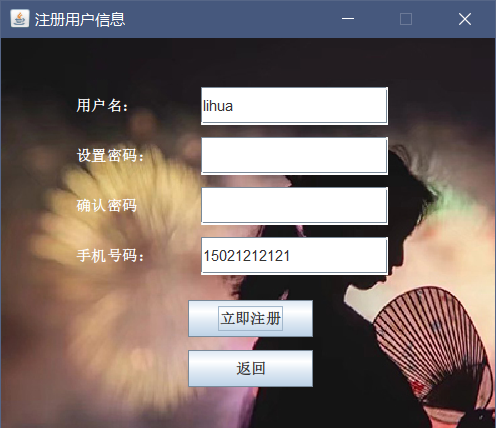 注册用户信息
用户名：
lihua
设置密码：
确认密码
手机号码：
15021212121
立即注册
返回